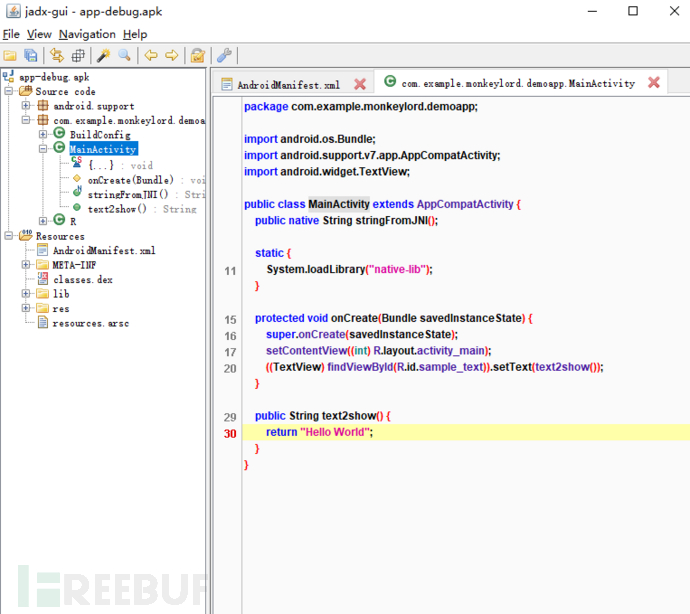 jadx-gui - app-debug.apk
File View Navigation Help
app-debug.apk
Source code
android.support
com.example.monkeylord.demoa
BuildConfig
MainActivity
{...} : void
onCreate(Bundle) : voi
stringFromJNI() : Stri
text2show() : String
R
Resources
AndroidManifest.xml
META-INF
classes.dex
lib
res
resources.arsc
AndroidManifest.xml
com.example.monkeylord.demoapp.MainActivity
package com.example.monkeylord.demoapp;
import android.os.Bundle;
import android.support.v7.app.AppCompatActivity;
import android.widget.TextView;
public class MainActivity extends AppCompatActivity {
public native String stringFromJNI();
static {
11 System.loadLibrary("native-lib");
}
15 protected void onCreate(Bundle savedInstanceState) {
16 super.onCreate(savedInstanceState);
17 setContentView((int) R.layout.activity_main);
20 ((TextView) findViewById(R.id.sample_text)).setText(text2show());
}
29 public String text2show() {
30 return "Hello World";
}
}
FREEBUF